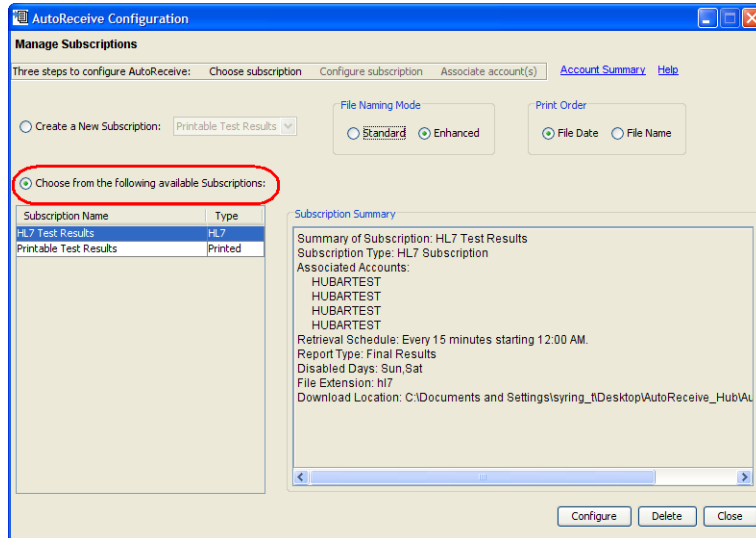 AutoReceive Configuration
Manage Subscriptions
Three steps to configure AutoReceive: Choose subscription Configure subscription Associate account(s) Account Summary Help
File Naming Mode Print Order
Create a New Subscription: Printable Test Results Standard Enhanced File Date File Name
Choose from the following available Subscriptions:
Subscription Name Type
HL7 Test Results HL7
Printable Test Results Printed
Subscription Summary
Summary of Subscription: HL7 Test Results
Subscription Type: HL7 Subscription
Associated Accounts:
HUBARTEST
HUBARTEST
HUBARTEST
HUBARTEST
Retrieval Schedule: Every 15 minutes starting 12:00 AM.
Report Type: Final Results
Disabled Days: Sun,Sat
File Extension: hl7
Download Location: C:\Documents and Settings\syring_t\Desktop\AutoReceive_Hub\Au
Configure Delete Close